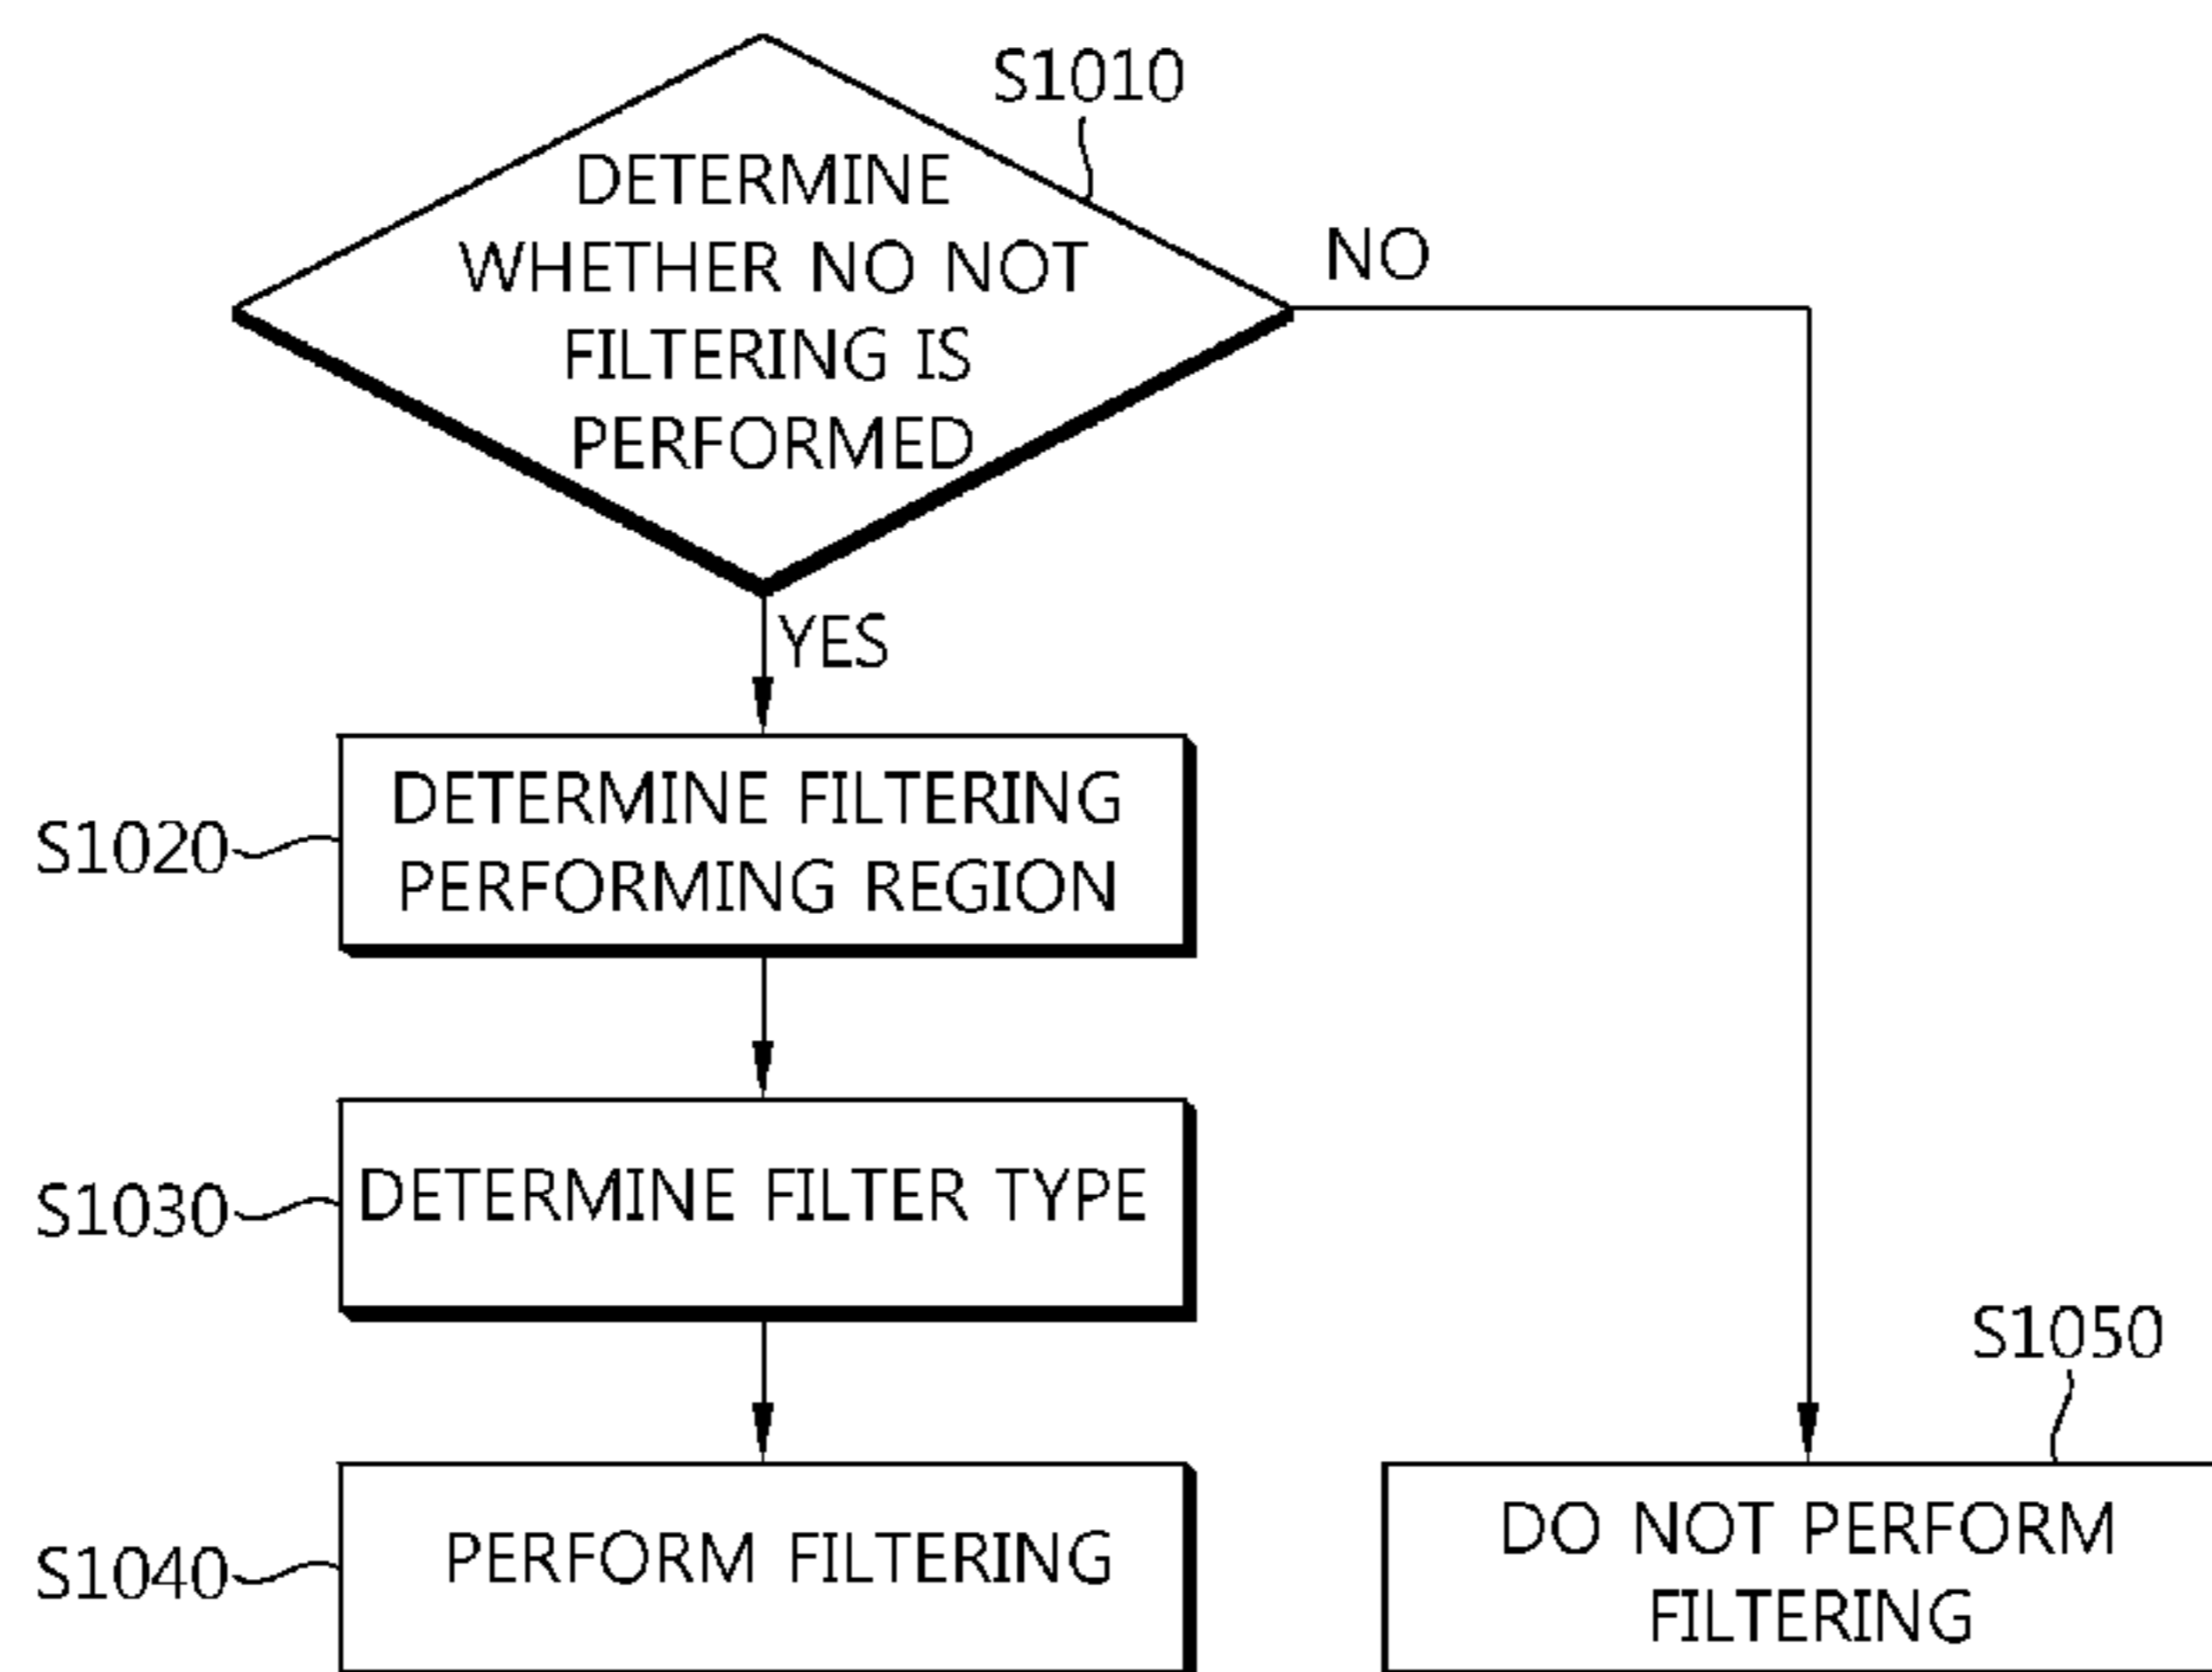 S1010
DETERMINE
WHETHER NO NOT
FILTERING IS
PERFORMED
NO
YES
S1020
DETERMINE FILTERING
PERFORMING REGION
S1030
DETERMINE FILTER TYPE
S1040
PERFORM FILTERING
S1050
DO NOT PERFORM
FILTERING